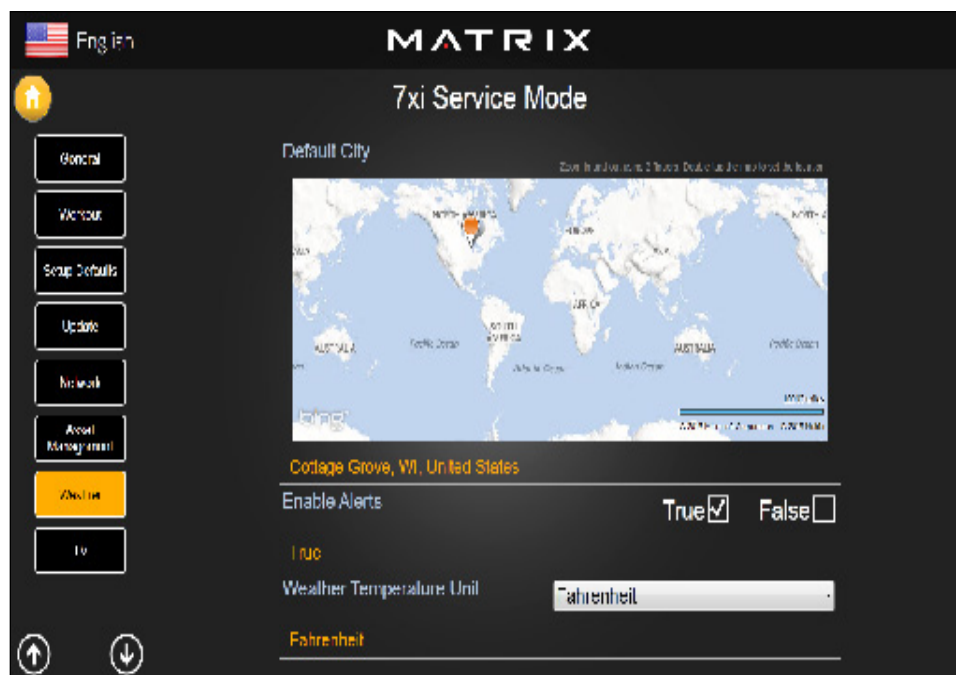 English
MATRIX
7xi Service Mode
General
Workout
Setup Defaults
Update
Network
Asset
Management
Weather
TV
Default City
NORTH AMERICA
EUROPE
ASIA
AFRICA
SOUTH
AMERICA
AUSTRALIA
Pacific Ocean
Atlantic Ocean
Indian Ocean
AUSTRALIA
Pacific Ocean
bing
Cottage Grove, WI, United States
Enable Alerts
True
False
True
Weather Temperature Unit
Fahrenheit
Fahrenheit